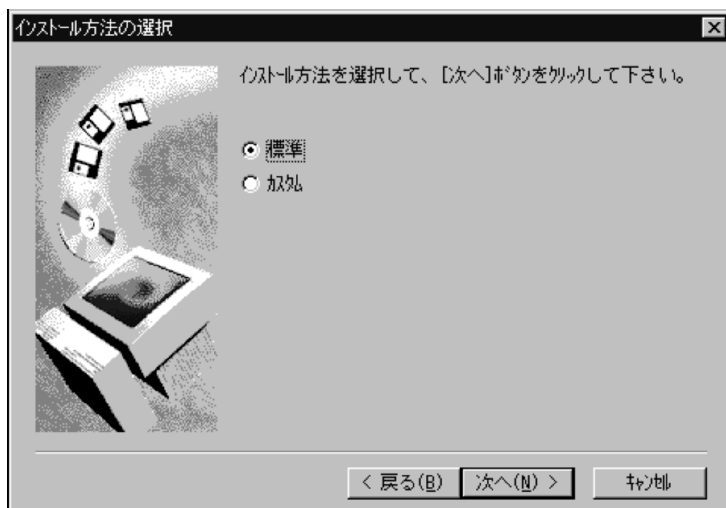 インストール方法の選択
インストール方法を選択して、[次へ]ボタンをクリックして下さい。
標準
カスタム
< 戻る(B)
次へ(N) >
キャンセル